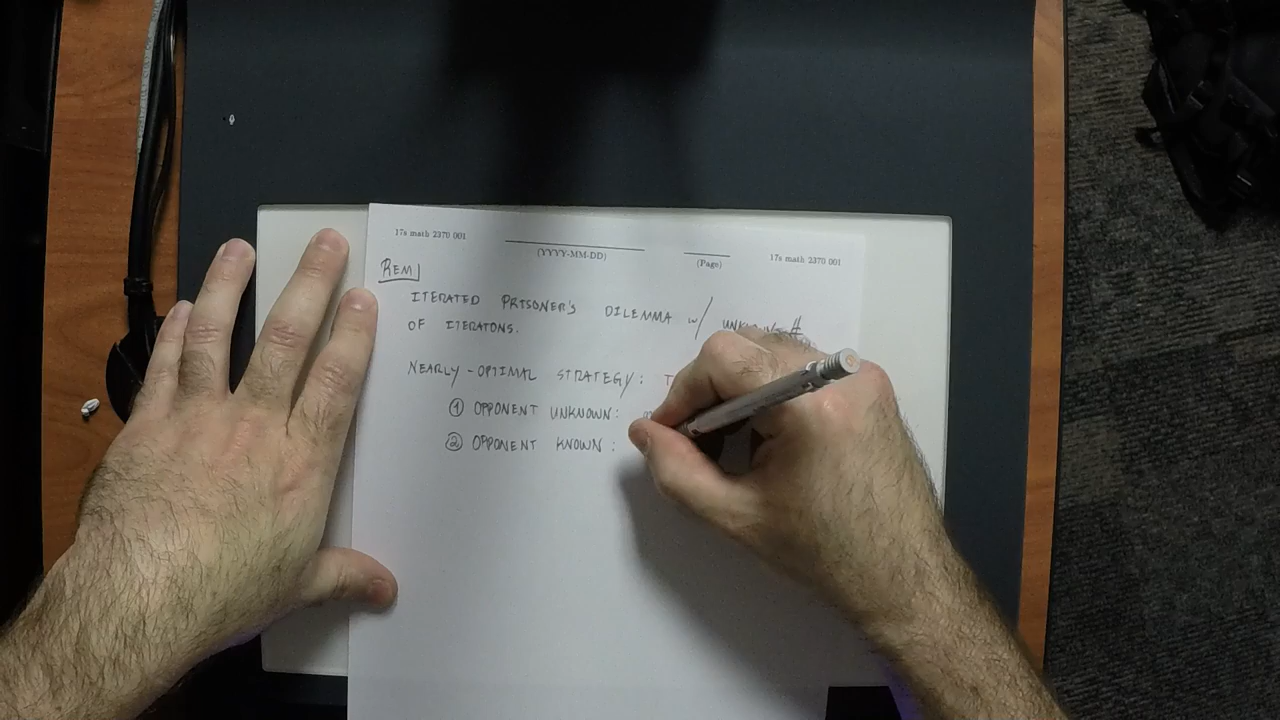 17s math 2370 001 (YYYY-MM-DD) (Page) 17s math 2370 001
REM
ITERATED PRISONER'S DILEMMA w/ UNKNOWN #
OF ITERATONS.
NEARLY-OPTIMAL STRATEGY: T
① OPPONENT UNKNOWN:
② OPPONENT KNOWN: